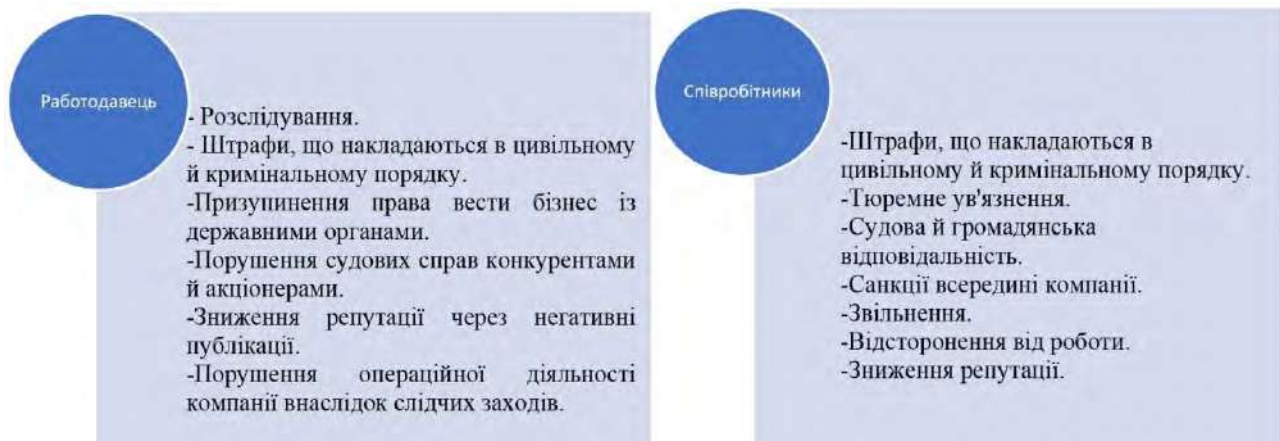 Работодавець
- Розслідування.
- Штрафи, що накладаються в цивільному
й кримінальному порядку.
-Призупинення права вести бізнес із
державними органами.
-Порушення судових справ конкурентами
й акціонерами.
-Зниження репутації через негативні
публікації.
-Порушення операційної діяльності
компанії внаслідок слідчих заходів.
Співробітники
-Штрафи, що накладаються в
цивільному й кримінальному порядку.
-Тюремне ув'язнення.
-Судова й громадянська
відповідальність.
-Санкції всередині компанії.
-Звільнення.
-Відсторонення від роботи.
-Зниження репутації.